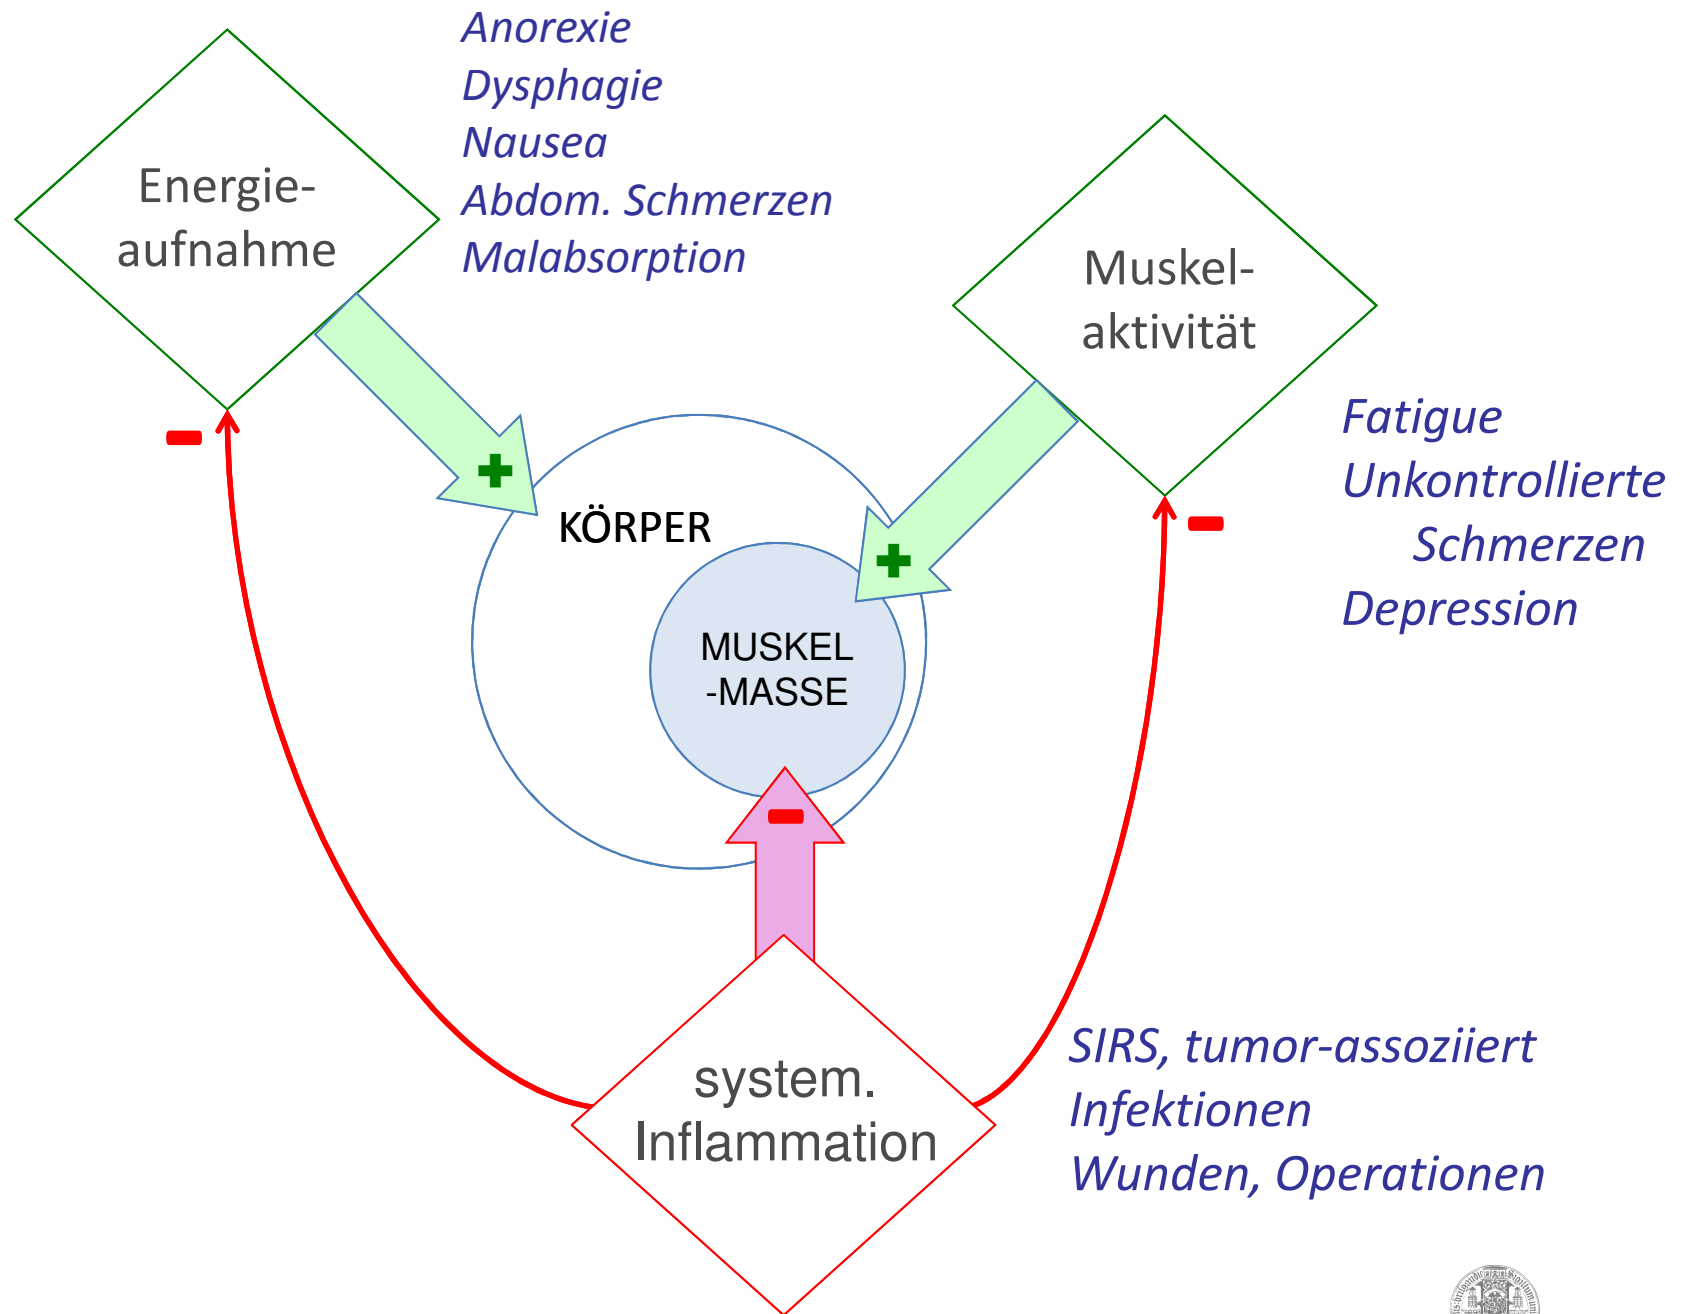 Anorexie
Dysphagie
Nausea
Abdom. Schmerzen
Malabsorption
Energie-
aufnahme
Muskel-
aktivität
Fatigue
Unkontrollierte
Schmerzen
Depression
KÖRPER
MUSKEL
-MASSE
system.
Inflammation
SIRS, tumor-assoziiert
Infektionen
Wunden, Operationen